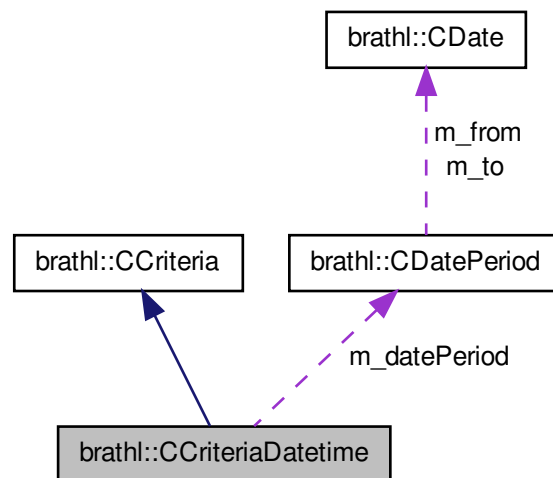 brathl::CDate
m_from
m_to
brathl::CCriteria
brathl::CDatePeriod
m_datePeriod
brathl::CCriteriaDatetime